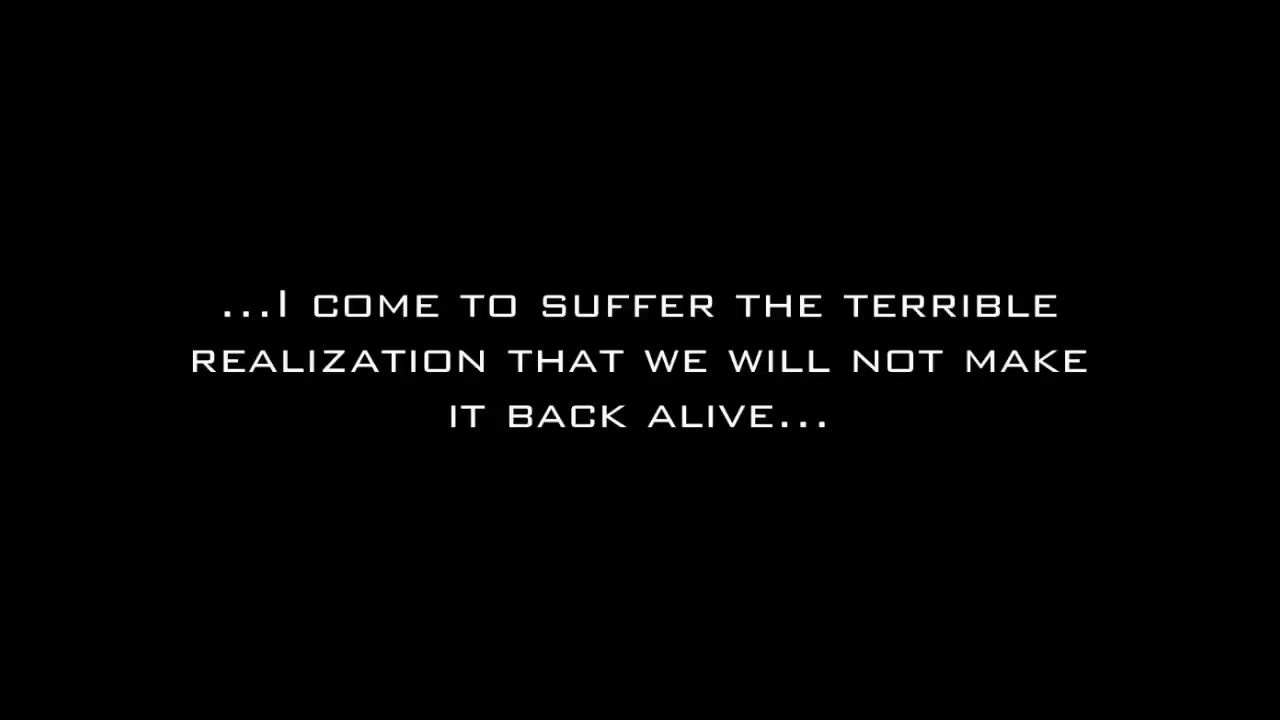 ...I COME TO SUFFER THE TERRIBLE
REALIZATION THAT WE WILL NOT MAKE
IT BACK ALIVE...